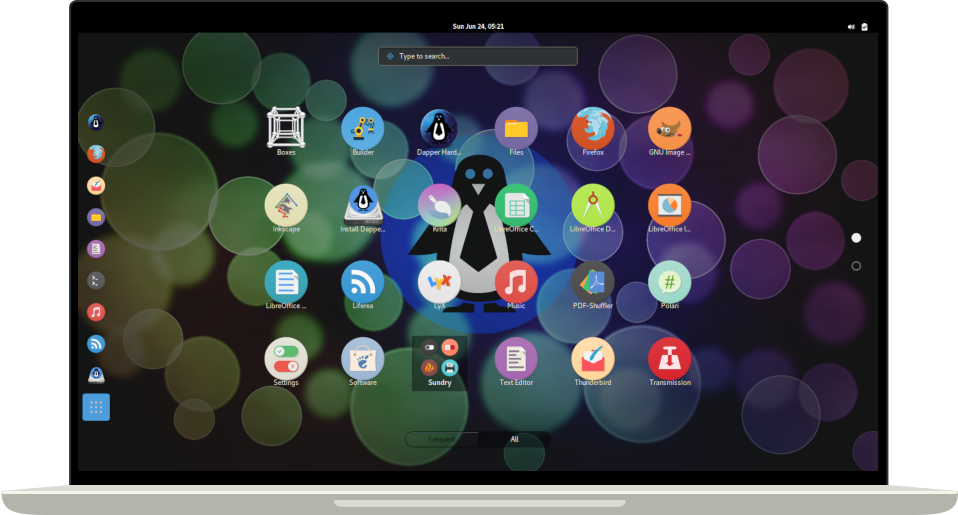 Sun Jun 24, 05:21
Type to search...
Boxes
Builder
Dapper Hard...
Files
Firefox
GNU Image ...
Inkscape
Install Dappe...
Krita
LibreOffice C...
LibreOffice D...
LibreOffice I...
LibreOffice ...
Liferea
LyX
Music
PDF-Shuffler
Polari
Settings
Software
Sundry
Text Editor
Thunderbird
Transmission
Frequent
All